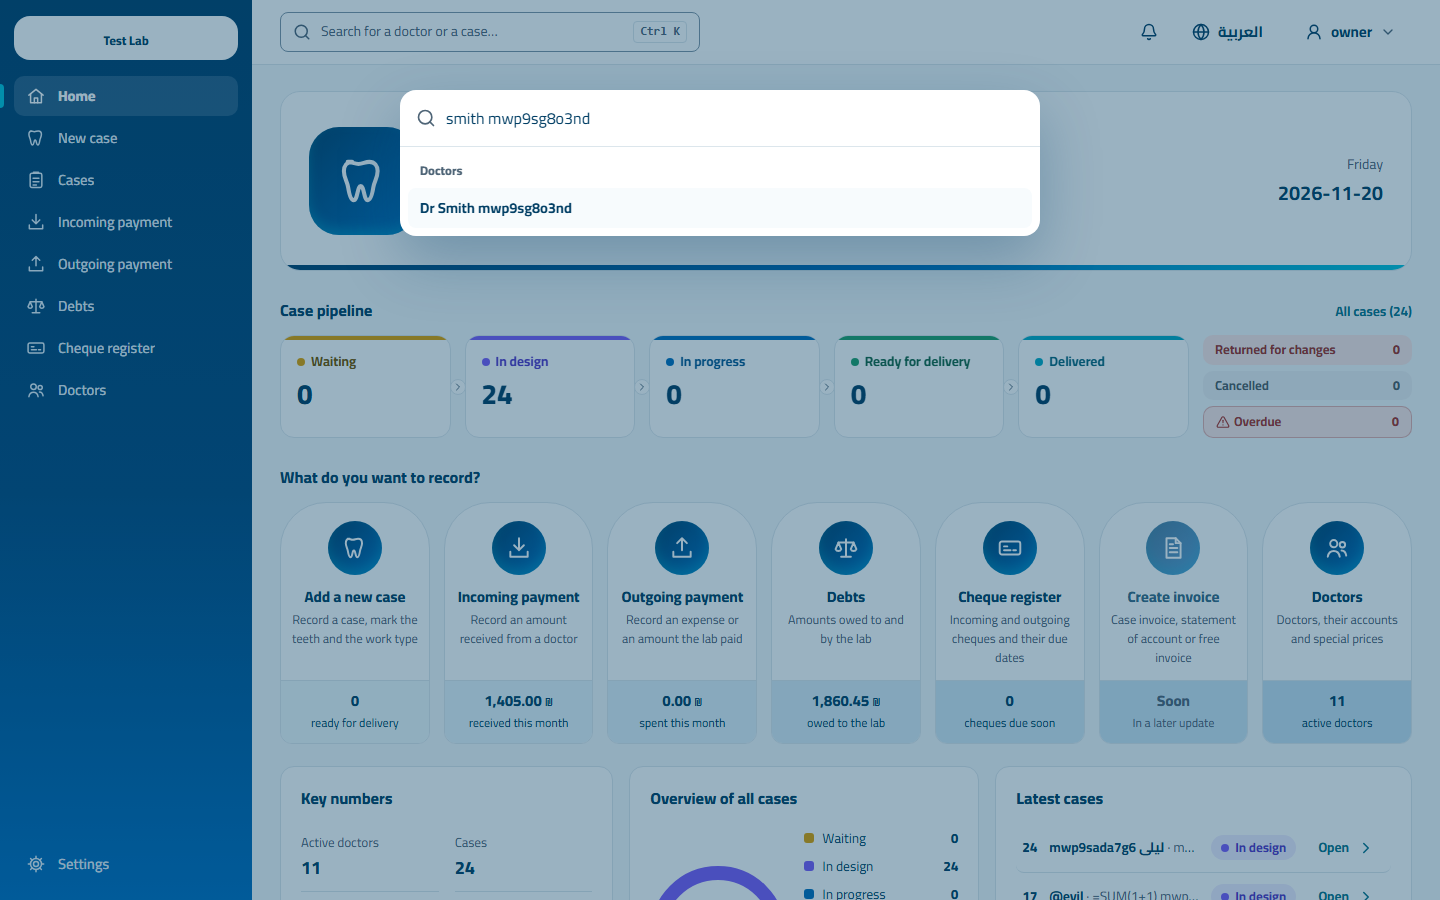 Test Lab
Home
New case
Cases
Incoming payment
Outgoing payment
Debts
Cheque register
Doctors
Settings
Search for a doctor or a case...
Ctrl K
العربية
owner
smith mwp9sg8o3nd
Doctors
Dr Smith mwp9sg8o3nd
Friday
2026-11-20
Case pipeline
All cases (24)
Waiting
0
In design
24
In progress
0
Ready for delivery
0
Delivered
0
Returned for changes 0
Cancelled 0
Overdue 0
What do you want to record?
Add a new case
Record a case, mark the
teeth and the work type
0
ready for delivery
Incoming payment
Record an amount
received from a doctor
1,405.00 ₪
received this month
Outgoing payment
Record an expense or
an amount the lab paid
0.00 ₪
spent this month
Debts
Amounts owed to and
by the lab
1,860.45 ₪
owed to the lab
Cheque register
Incoming and outgoing
cheques and their due
dates
0
cheques due soon
Create invoice
Case invoice, statement
of account or free
invoice
Soon
In a later update
Doctors
Doctors, their accounts
and special prices
11
active doctors
Key numbers
Active doctors
11
Cases
24
Overview of all cases
Waiting 0
In design 24
In progress 0
Latest cases
24 mwp9sada7g6 ليلى · m... In design Open
17 @evil · =SUM(1+1) mwp... In design Open